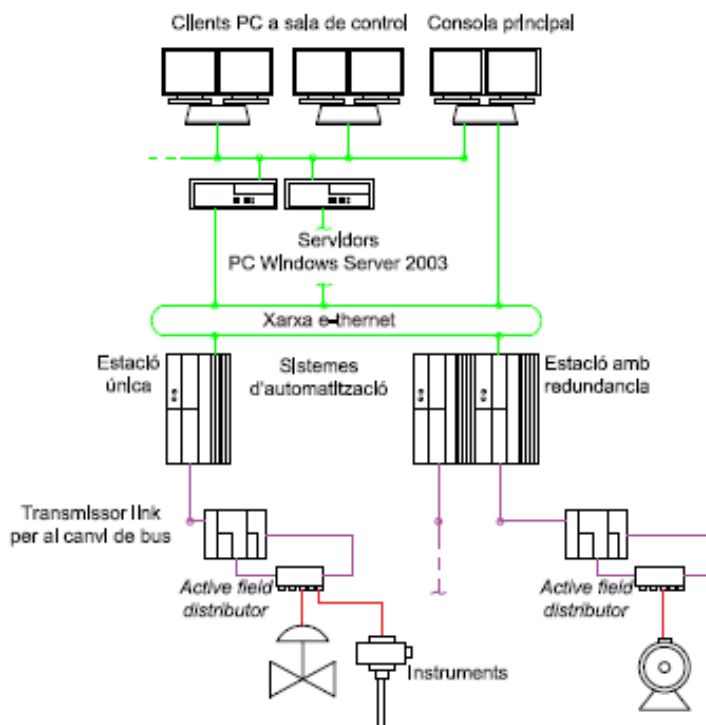 Clients PC a sala de control
Consola principal
Servidors
PC Windows Server 2003
Xarxa e-thernet
Estació
única
Sistemes
d'automatització
Estació amb
redundancia
Transmissor link
per al canvi de bus
Active field
distributor
Instruments
Active field
distributor